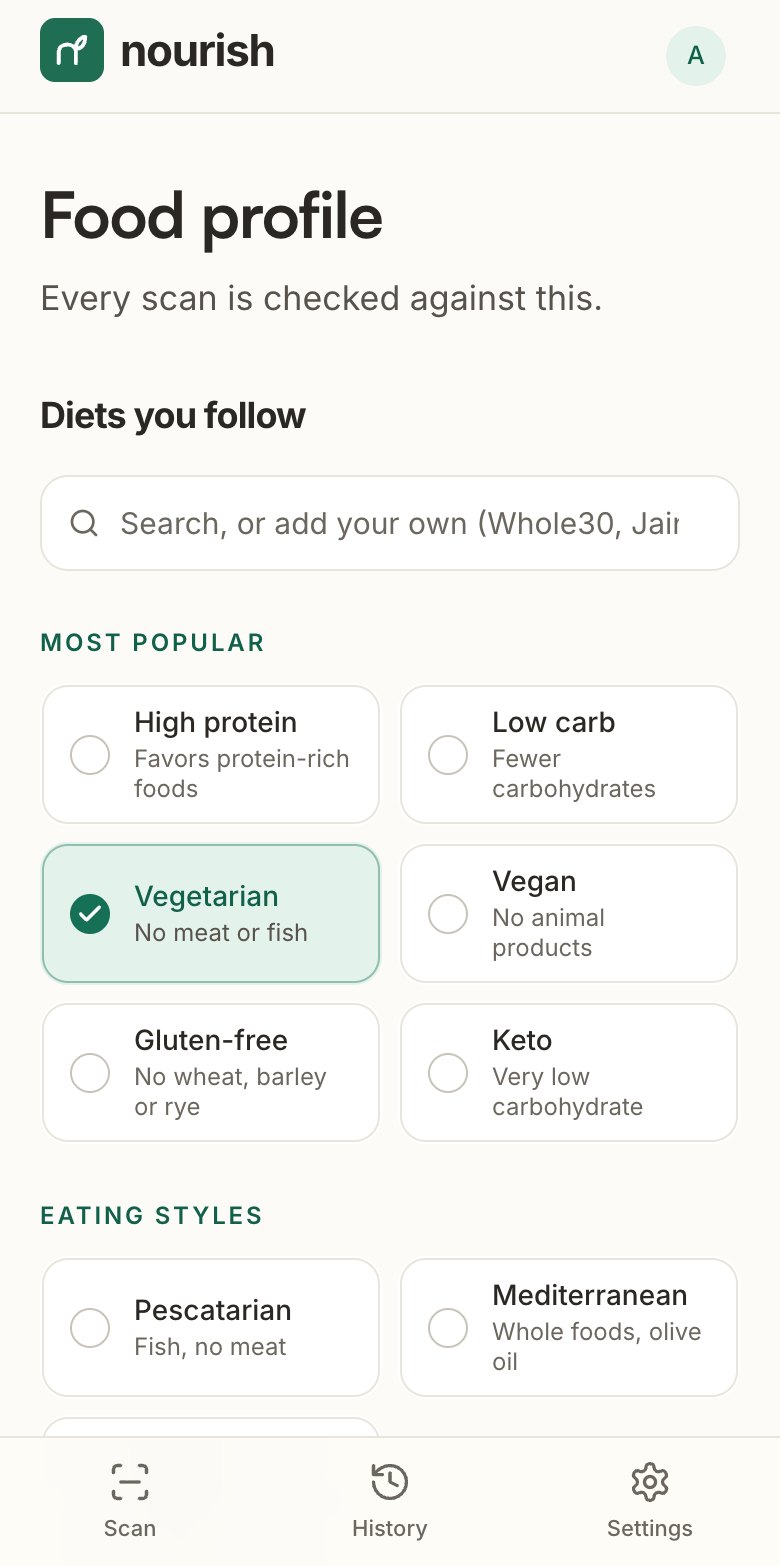 nourish
A
Food profile
Every scan is checked against this.
Diets you follow
Search, or add your own (Whole30, Jain
MOST POPULAR
High protein
Favors protein-rich
foods
Low carb
Fewer
carbohydrates
Vegetarian
No meat or fish
Vegan
No animal
products
Gluten-free
No wheat, barley
or rye
Keto
Very low
carbohydrate
EATING STYLES
Pescatarian
Fish, no meat
Mediterranean
Whole foods, olive
oil
Scan
History
Settings